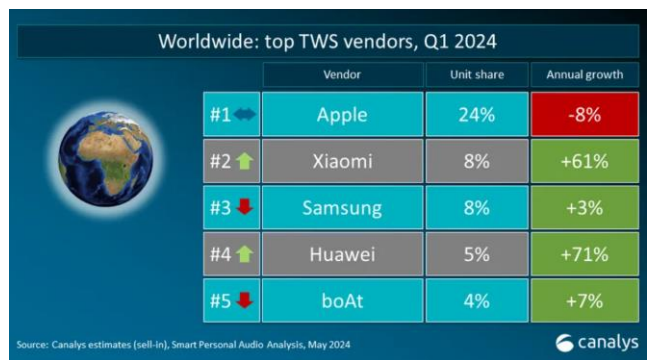 Worldwide: top TWS vendors, Q1 2024
Vendor Unit share Annual growth
#1 Apple 24% -8%
#2 Xiaomi 8% +61%
#3 Samsung 8% +3%
#4 Huawei 5% +71%
#5 boAt 4% +7%
Source: Canalys estimates (sell-in), Smart Personal Audio Analysis, May 2024
canalys